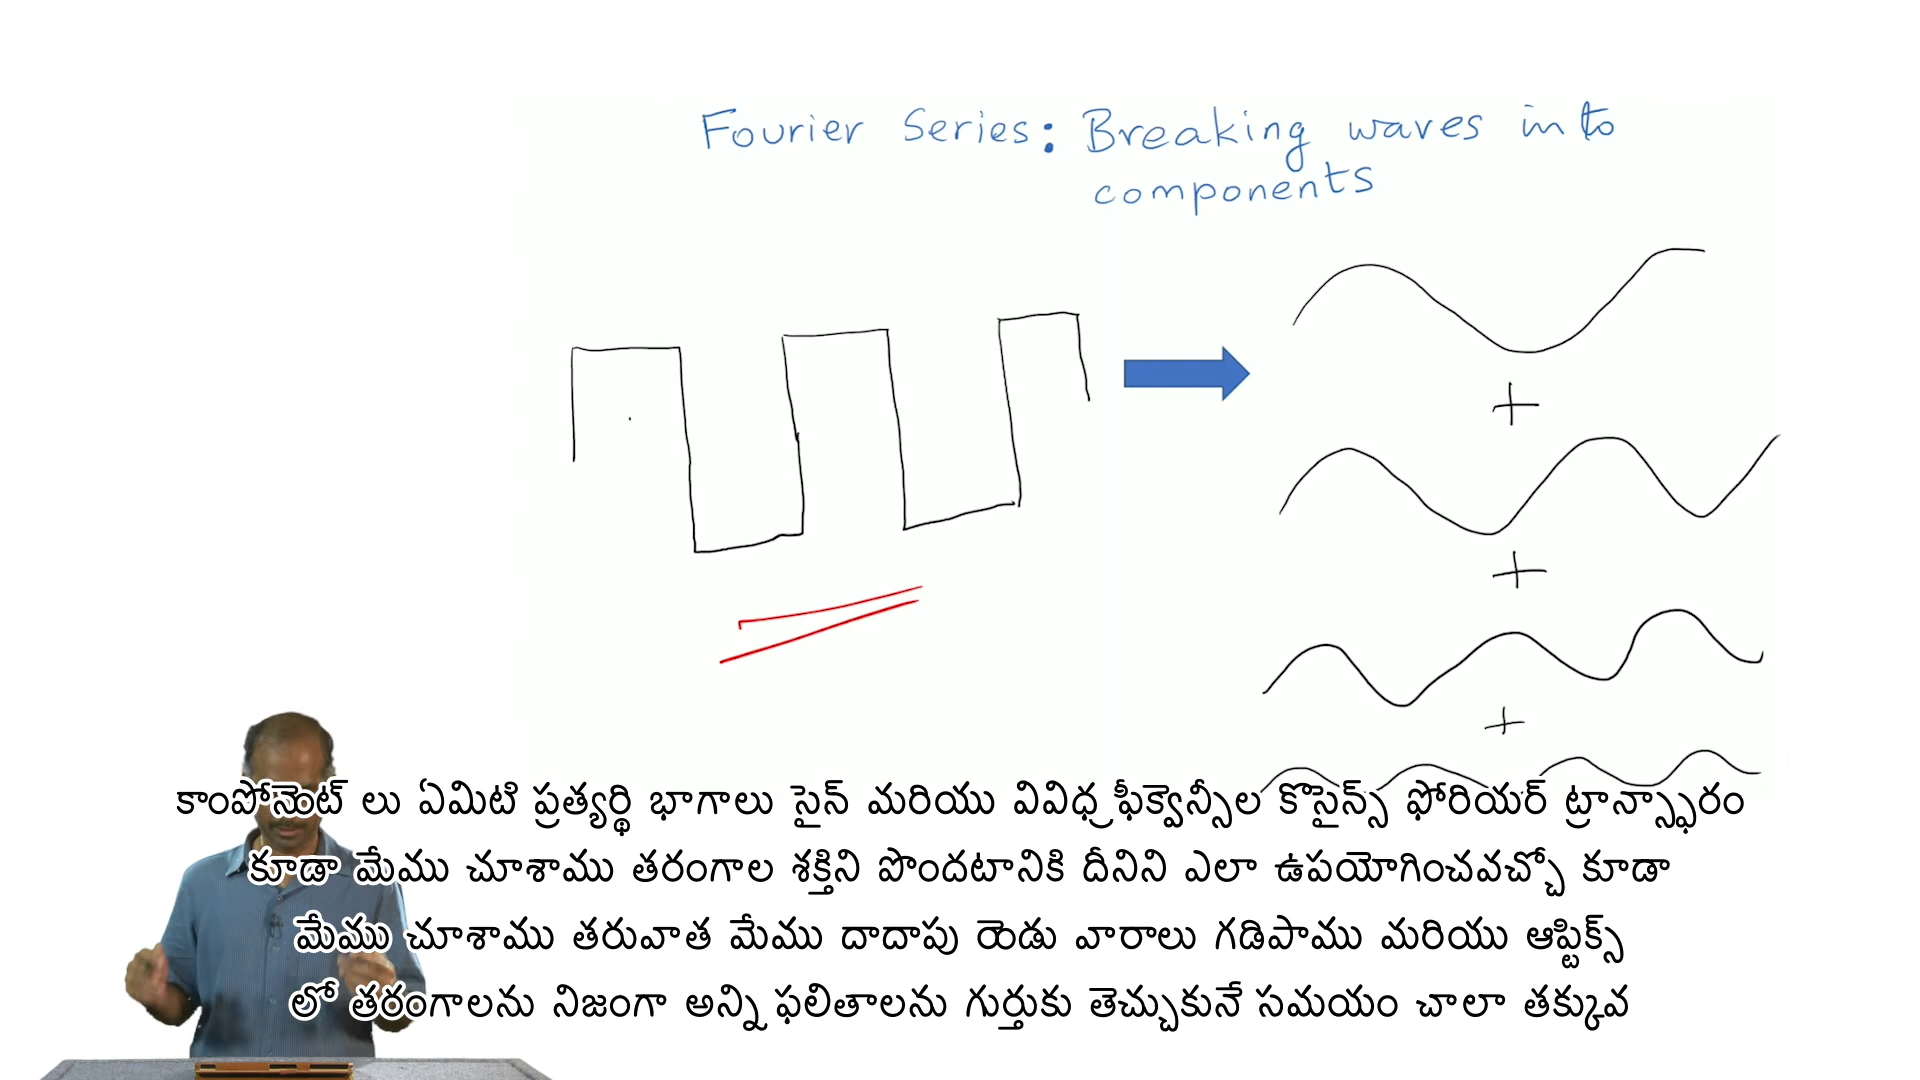 Fourier Series: Breaking waves into
components
+
+
+
కాంపోనెంట్ లు ఏమిటి ప్రత్యర్థి భాగాలు సైన్ మరియు వివిధ ఫ్రీక్వెన్సీల కొసైన్స్ ఫోరియర్ ట్రాన్స్ఫారం
కూడా మేము చూశాము తరంగాల శక్తిని పొందటానికి దీనిని ఎలా ఉపయోగించవచ్చో కూడా
మేము చూశాము తరువాత మేము దాదాపు రెండు వారాలు గడిపాము మరియు ఆప్టిక్స్
లో తరంగాలను నిజంగా అన్ని ఫలితాలను గుర్తుకు తెచ్చుకునే సమయం చాలా తక్కువ